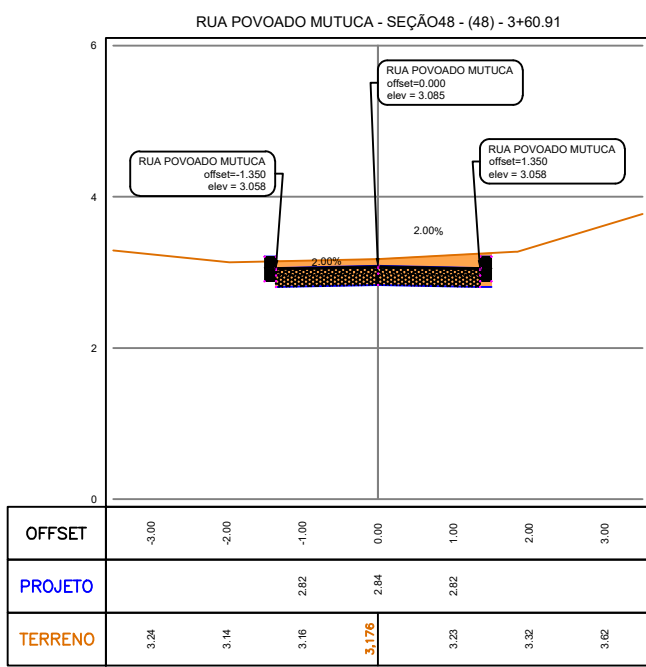 RUA POVOADO MUTUCA - SEÇÃO48 - (48) - 3+60.91
6
RUA POVOADO MUTUCA
offset=0.000
elev = 3.085
RUA POVOADO MUTUCA
offset=-1.350
elev = 3.058
RUA POVOADO MUTUCA
offset=1.350
elev = 3.058
4
2.00%
2.00%
2
0
OFFSET -3.00 -2.00 -1.00 0.00 1.00 2.00 3.00
PROJETO 2.82 2.84 2.82
TERRENO 3.24 3.14 3.16 3,176 3.23 3.32 3.62